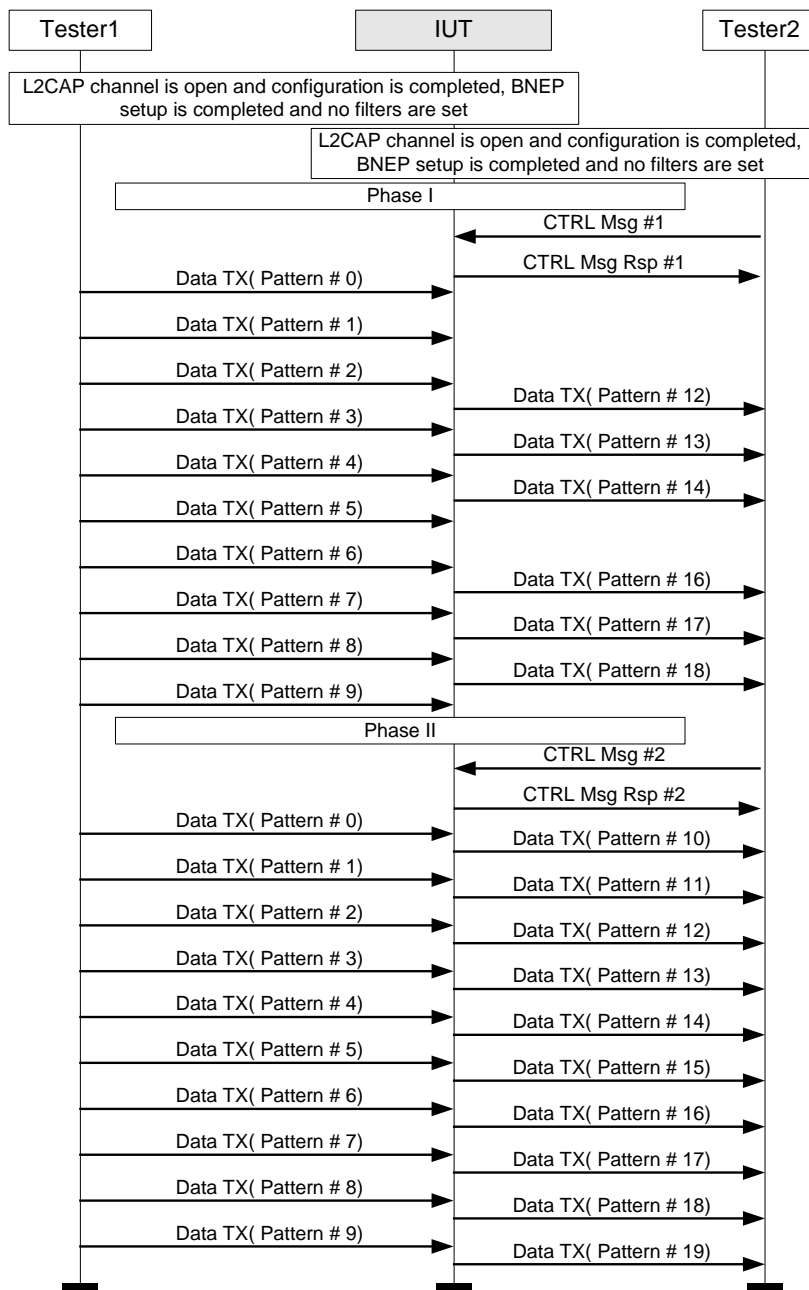 Tester1
IUT
Tester2
L2CAP channel is open and configuration is completed, BNEP
setup is completed and no filters are set
L2CAP channel is open and configuration is completed,
BNEP setup is completed and no filters are set
Phase I
CTRL Msg #1
CTRL Msg Rsp #1
Data TX( Pattern # 0)
Data TX( Pattern # 1)
Data TX( Pattern # 2)
Data TX( Pattern # 12)
Data TX( Pattern # 3)
Data TX( Pattern # 13)
Data TX( Pattern # 4)
Data TX( Pattern # 14)
Data TX( Pattern # 5)
Data TX( Pattern # 6)
Data TX( Pattern # 16)
Data TX( Pattern # 7)
Data TX( Pattern # 17)
Data TX( Pattern # 8)
Data TX( Pattern # 18)
Data TX( Pattern # 9)
Phase II
CTRL Msg #2
CTRL Msg Rsp #2
Data TX( Pattern # 0)
Data TX( Pattern # 10)
Data TX( Pattern # 1)
Data TX( Pattern # 11)
Data TX( Pattern # 2)
Data TX( Pattern # 12)
Data TX( Pattern # 3)
Data TX( Pattern # 13)
Data TX( Pattern # 4)
Data TX( Pattern # 14)
Data TX( Pattern # 5)
Data TX( Pattern # 15)
Data TX( Pattern # 6)
Data TX( Pattern # 16)
Data TX( Pattern # 7)
Data TX( Pattern # 17)
Data TX( Pattern # 8)
Data TX( Pattern # 18)
Data TX( Pattern # 9)
Data TX( Pattern # 19)